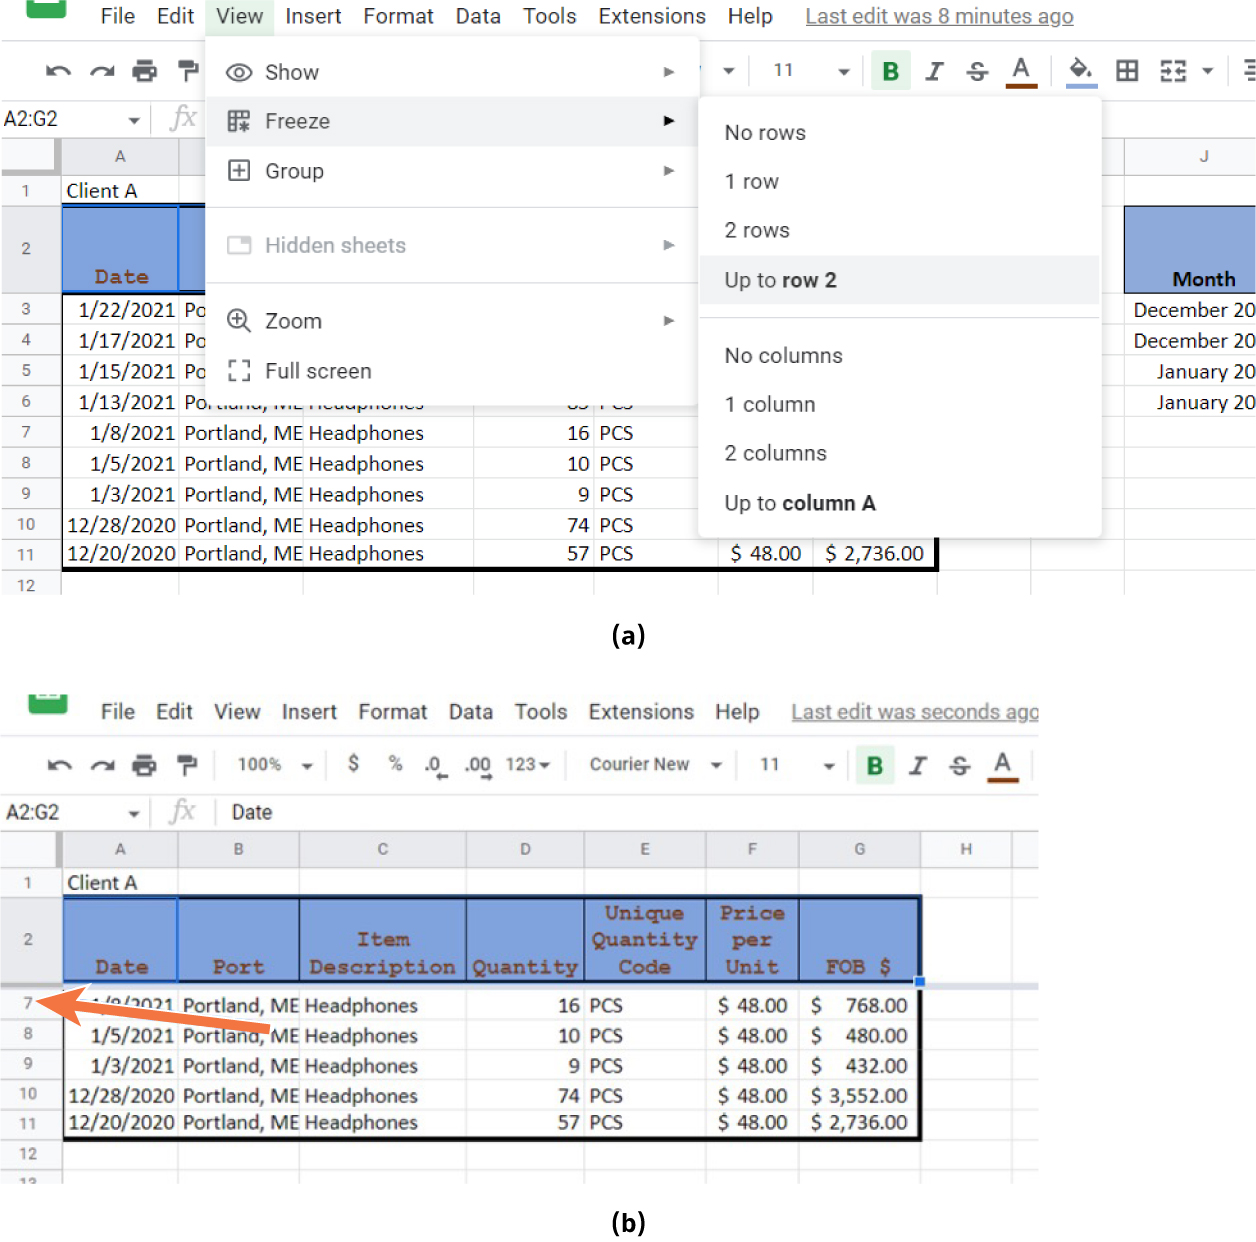 File Edit View Insert Format Data Tools Extensions Help Last edit was 8 minutes ago
Show 11 B I S A
A2:G2 fx Freeze No rows
A Group 1 row J
1 Client A 2 rows
2 Date Hidden sheets Up to row 2 Month
3 1/22/2021 Po December 20
4 1/17/2021 Po Zoom No columns December 20
5 1/15/2021 Po Full screen January 20
6 1/13/2021 Portland, ME Headphones 1 column January 20
7 1/8/2021 Portland, ME Headphones 16 PCS
8 1/5/2021 Portland, ME Headphones 10 PCS 2 columns
9 1/3/2021 Portland, ME Headphones 9 PCS Up to column A
10 12/28/2020 Portland, ME Headphones 74 PCS
11 12/20/2020 Portland, ME Headphones 57 PCS $ 48.00 $ 2,736.00
12
(a)
File Edit View Insert Format Data Tools Extensions Help Last edit was seconds ago
100% $ % .0 .00 123 Courier New 11 B I S A
A2:G2 fx Date
A B C D E F G H
1 Client A
Unique Price
Item Quantity per
2 Date Port Description Quantity Code Unit FOB $
7 1/8/2021 Portland, ME Headphones 16 PCS $ 48.00 $ 768.00
8 1/5/2021 Portland, ME Headphones 10 PCS $ 48.00 $ 480.00
9 1/3/2021 Portland, ME Headphones 9 PCS $ 48.00 $ 432.00
10 12/28/2020 Portland, ME Headphones 74 PCS $ 48.00 $ 3,552.00
11 12/20/2020 Portland, ME Headphones 57 PCS $ 48.00 $ 2,736.00
12
(b)